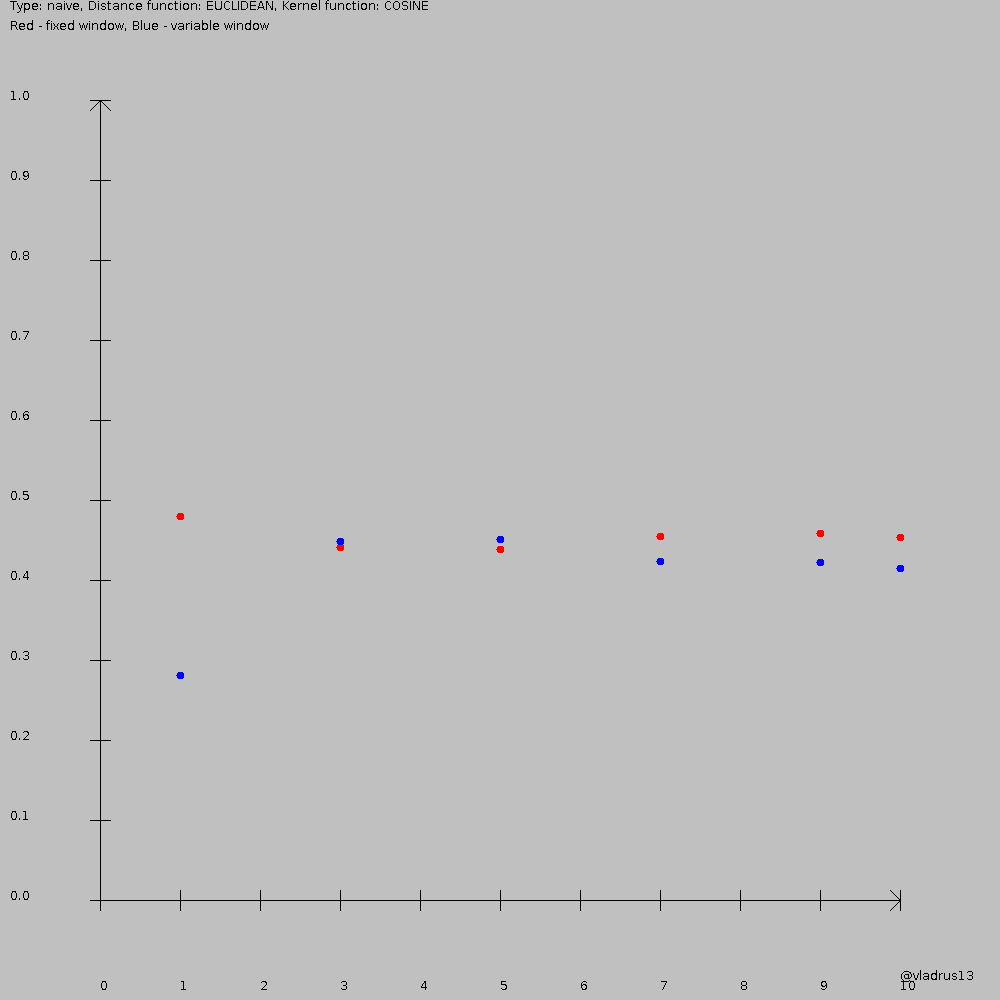 Type: naive, Distance function: EUCLIDEAN, Kernel function: COSINE
Red - fixed window, Blue - variable window
1.0
0.9
0.8
0.7
0.6
0.5
0.4
0.3
0.2
0.1
0.0
@vladrus13
0 1 2 3 4 5 6 7 8 9 10